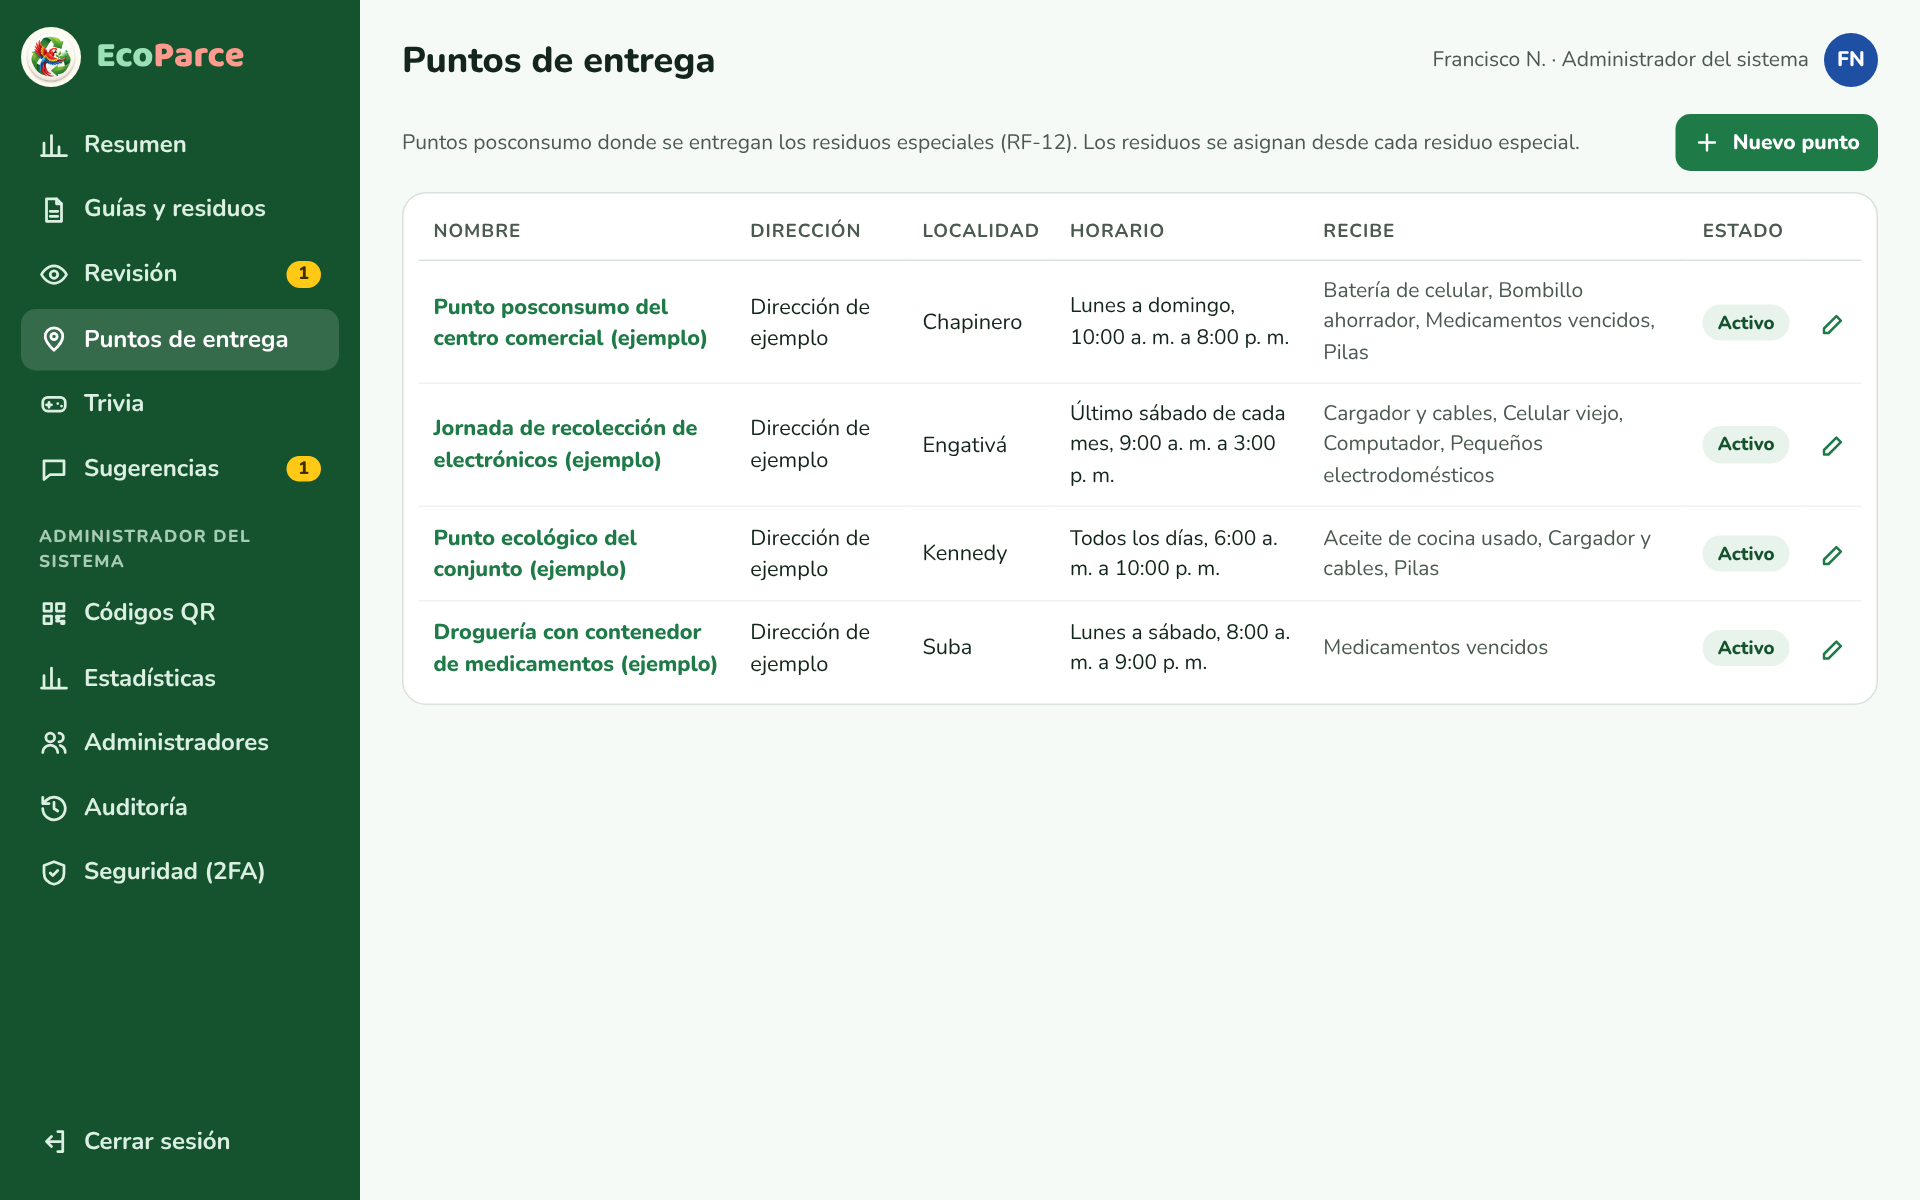 EcoParce
Resumen
Guías y residuos
Revisión 1
Puntos de entrega
Trivia
Sugerencias 1
ADMINISTRADOR DEL
SISTEMA
Códigos QR
Estadísticas
Administradores
Auditoría
Seguridad (2FA)
Cerrar sesión
Puntos de entrega
Francisco N. · Administrador del sistema FN
Puntos posconsumo donde se entregan los residuos especiales (RF-12). Los residuos se asignan desde cada residuo especial.
+ Nuevo punto
NOMBRE DIRECCIÓN LOCALIDAD HORARIO RECIBE ESTADO
Punto posconsumo del
centro comercial (ejemplo)
Dirección de
ejemplo
Chapinero
Lunes a domingo,
10:00 a. m. a 8:00 p. m.
Batería de celular, Bombillo
ahorrador, Medicamentos vencidos,
Pilas
Activo
Jornada de recolección de
electrónicos (ejemplo)
Dirección de
ejemplo
Engativá
Último sábado de cada
mes, 9:00 a. m. a 3:00
p. m.
Cargador y cables, Celular viejo,
Computador, Pequeños
electrodomésticos
Activo
Punto ecológico del
conjunto (ejemplo)
Dirección de
ejemplo
Kennedy
Todos los días, 6:00 a.
m. a 10:00 p. m.
Aceite de cocina usado, Cargador y
cables, Pilas
Activo
Droguería con contenedor
de medicamentos (ejemplo)
Dirección de
ejemplo
Suba
Lunes a sábado, 8:00 a.
m. a 9:00 p. m.
Medicamentos vencidos
Activo